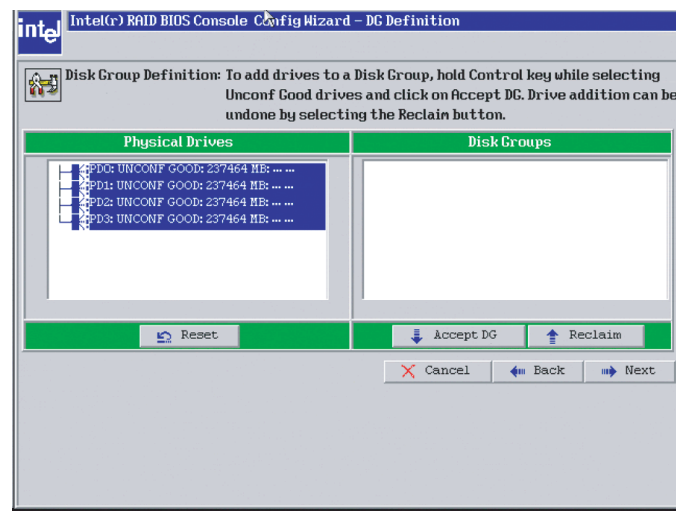 intel
Intel(r) RAID BIOS Console Config Wizard - DG Definition
Disk Group Definition: To add drives to a Disk Group, hold Control key while selecting
Unconf Good drives and click on Accept DG. Drive addition can be
undone by selecting the Reclaim button.
Physical Drives
Disk Groups
PD0: UNCONF GOOD: 237464 MB: ... ...
PD1: UNCONF GOOD: 237464 MB: ... ...
PD2: UNCONF GOOD: 237464 MB: ... ...
PD3: UNCONF GOOD: 237464 MB: ... ...
Reset
Accept DG
Reclaim
Cancel
Back
Next